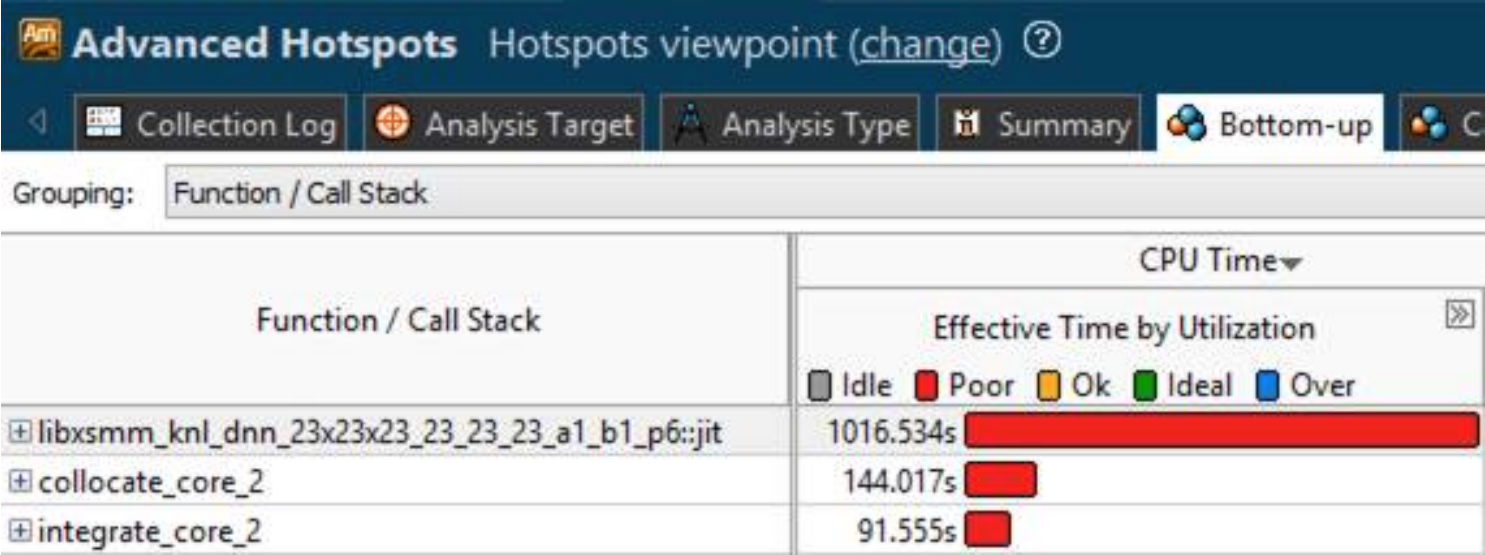 Am Advanced Hotspots Hotspots viewpoint (change) ?
Collection Log Analysis Target Analysis Type Summary Bottom-up C
Grouping: Function / Call Stack
CPU Time
Function / Call Stack
Effective Time by Utilization
Idle Poor Ok Ideal Over
libxsmm_knl_dnn_23x23x23_23_23_23_a1_b1_p6::jit 1016.534s
collocate_core_2 144.017s
integrate_core_2 91.555s